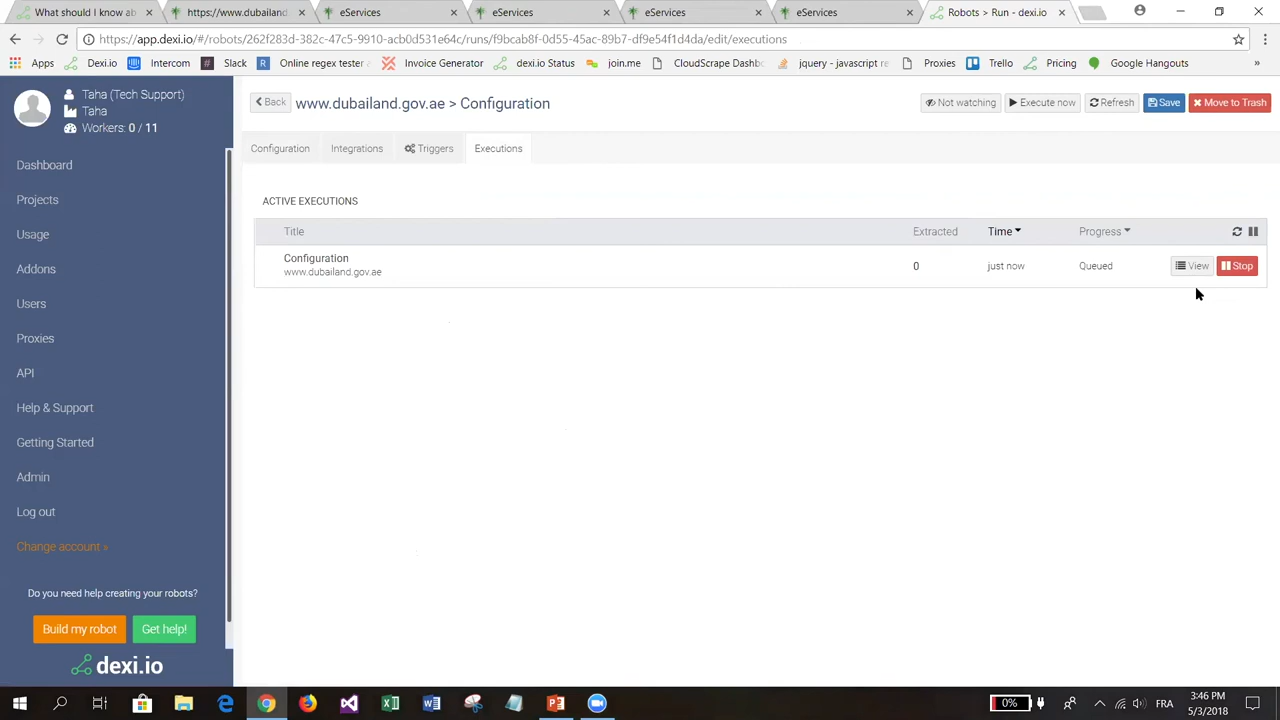 What should I know ab
https://www.dubailand
eServices
eServices
eServices
eServices
Robots > Run - dexi.io
https://app.dexi.io/#/robots/262f283d-382c-47c5-9910-acb0d531e64c/runs/f9bcab8f-0d55-45ac-89b7-df9e54f1d4da/edit/executions
Apps
Dexi.io
Intercom
Slack
Online regex tester
Invoice Generator
dexi.io Status
join.me
CloudScrape Dashbo
jquery - javascript re
Proxies
Trello
Pricing
Google Hangouts
»
Taha (Tech Support)
Taha
Workers: 0 / 11
Dashboard
Projects
Usage
Addons
Users
Proxies
API
Help & Support
Getting Started
Admin
Log out
Change account »
Do you need help creating your robots?
Build my robot
Get help!
dexi.io
Back
www.dubailand.gov.ae > Configuration
Not watching
Execute now
Refresh
Save
Move to Trash
Configuration
Integrations
Triggers
Executions
ACTIVE EXECUTIONS
Title
Extracted
Time
Progress
Configuration
www.dubailand.gov.ae
0
just now
Queued
View
Stop
0%
FRA
3:46 PM
5/3/2018